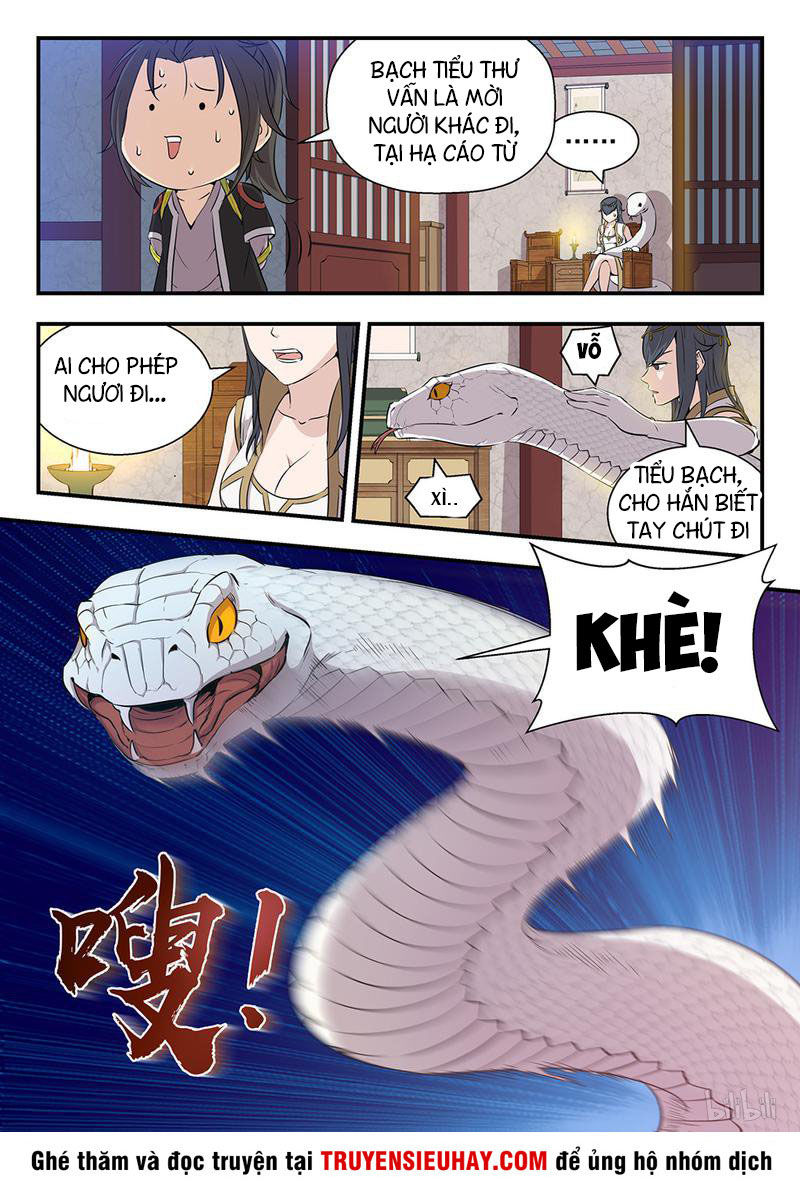 BẠCH TIỂU THƯ
VẤN LÀ MỜI
NGƯỜI KHÁC ĐI,
TẠI HẠ CÁO TỪ
......
AI CHO PHÉP
NGƯƠI ĐI...
VỖ
XÌ..
TIỂU BẠCH,
CHO HẮN BIẾT
TAY CHÚT ĐI
KHÈ!
嗖!
bilibili
Ghé thăm và đọc truyện tại TRUYENSIEUHAY.COM để ủng hộ nhóm dịch